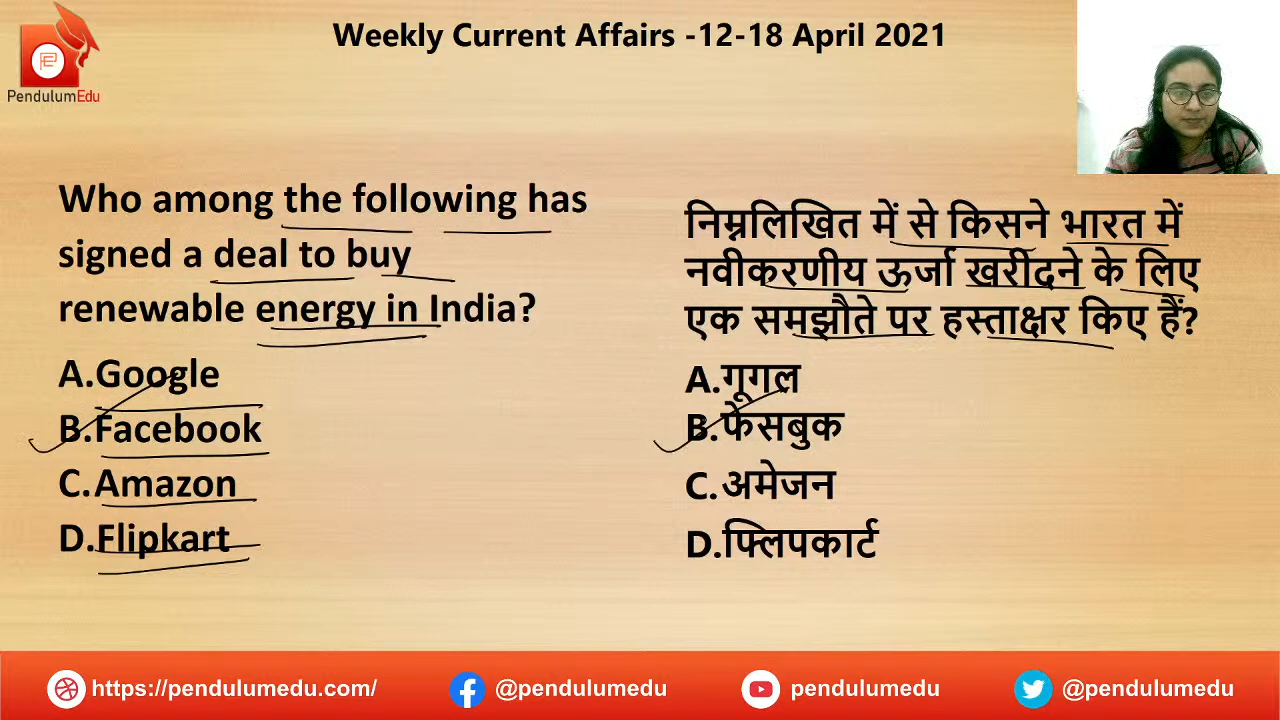 Weekly Current Affairs -12-18 April 2021
PendulumEdu
Who among the following has
signed a deal to buy
renewable energy in India?
A.Google
B.Facebook
C.Amazon
D.Flipkart
निम्नलिखित में से किसने भारत में
नवीकरणीय ऊर्जा खरीदने के लिए
एक समझौते पर हस्ताक्षर किए हैं?
A.गूगल
B.फेसबुक
C.अमेजन
D.फ्लिपकार्ट
https://pendulumedu.com/
@pendulumedu
pendulumedu
@pendulumedu